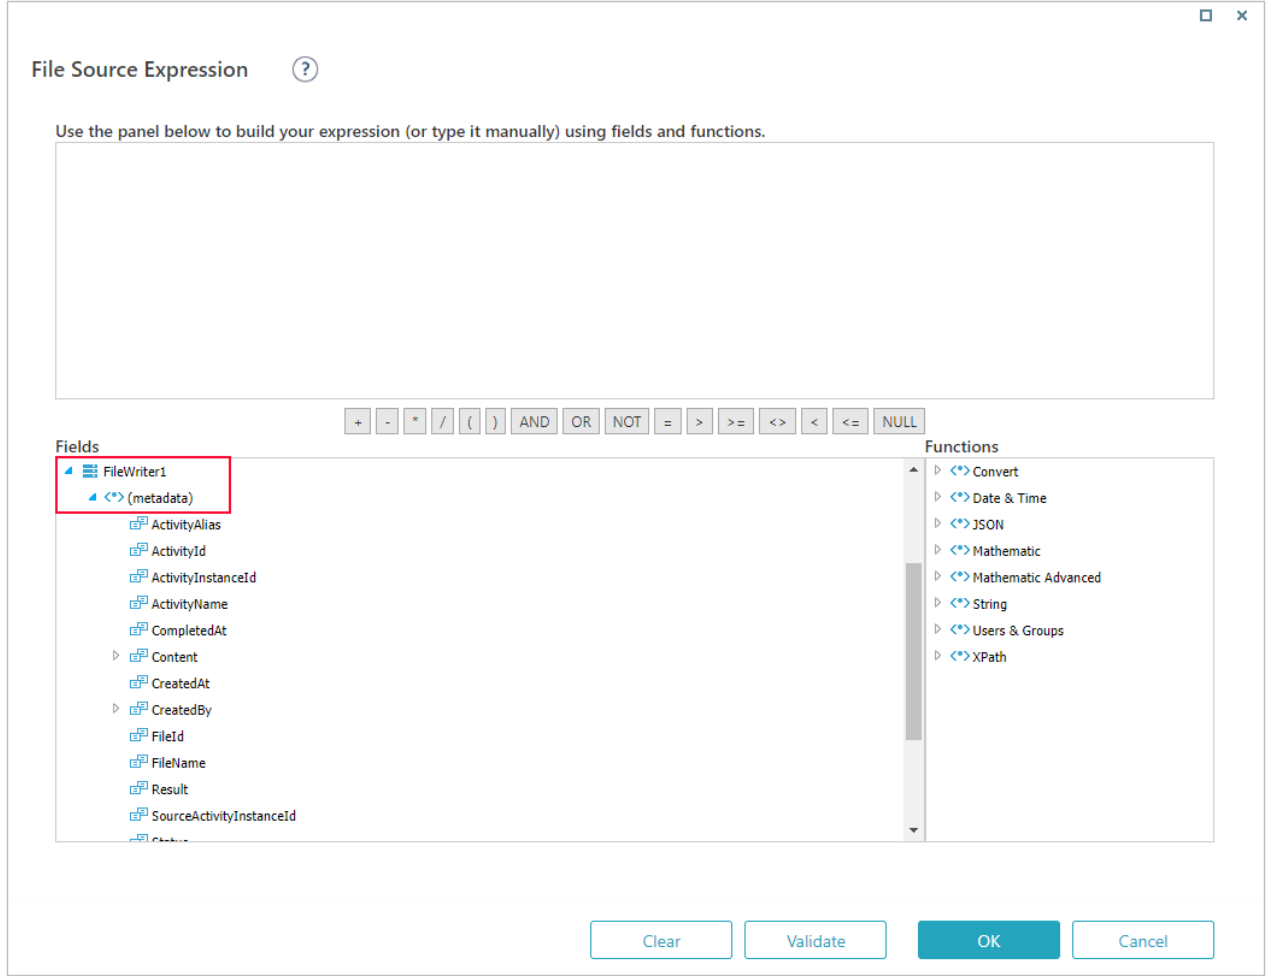 File Source Expression ?
Use the panel below to build your expression (or type it manually) using fields and functions.
+ - * / ( ) AND OR NOT = > >= <> < <= NULL
Fields
FileWriter1
(metadata)
ActivityAlias
ActivityId
ActivityInstanceId
ActivityName
CompletedAt
Content
CreatedAt
CreatedBy
FileId
FileName
Result
SourceActivityInstanceId
Status
Functions
Convert
Date & Time
JSON
Mathematic
Mathematic Advanced
String
Users & Groups
XPath
Clear Validate OK Cancel